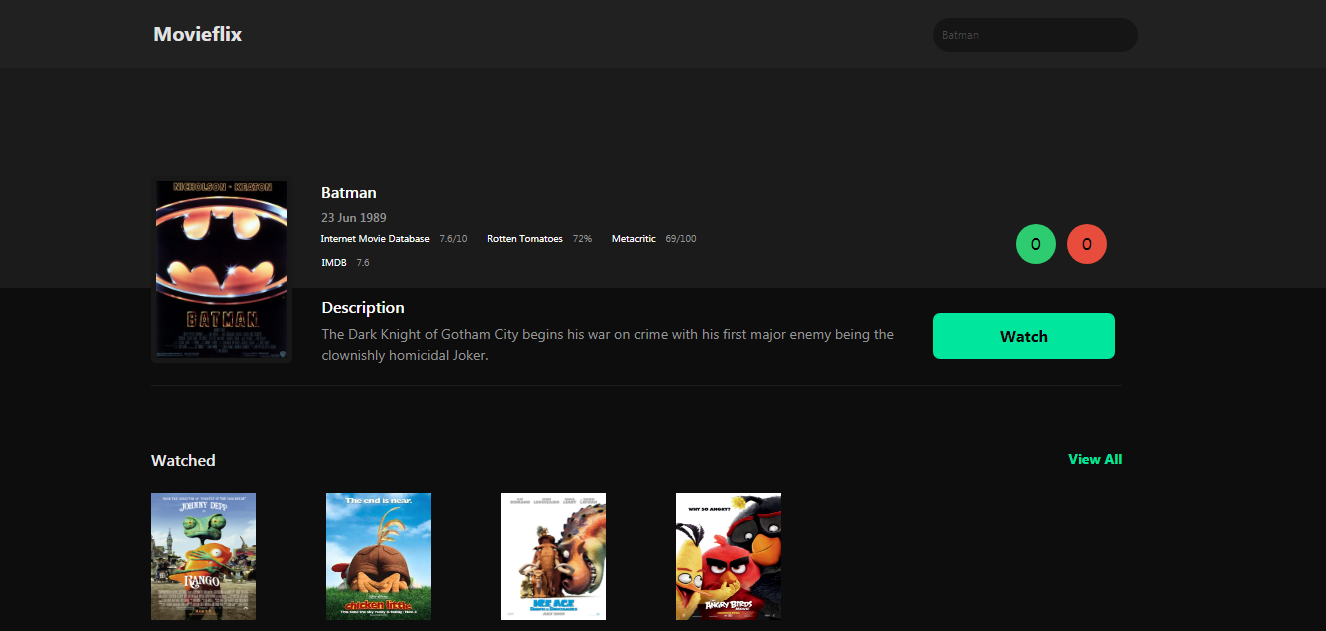 Movieflix
Batman
NICHOLSON · KEATON
BATMAN
Batman
23 Jun 1989
Internet Movie Database 7.6/10 Rotten Tomatoes 72% Metacritic 69/100
IMDB 7.6
0 0
Description
The Dark Knight of Gotham City begins his war on crime with his first major enemy being the
clownishly homicidal Joker.
Watch
Watched
View All
JOHNNY DEPP
RANGO
The end is near.
chicken little
ICE AGE
WHY SO ANGRY?
ANGRY BIRDS